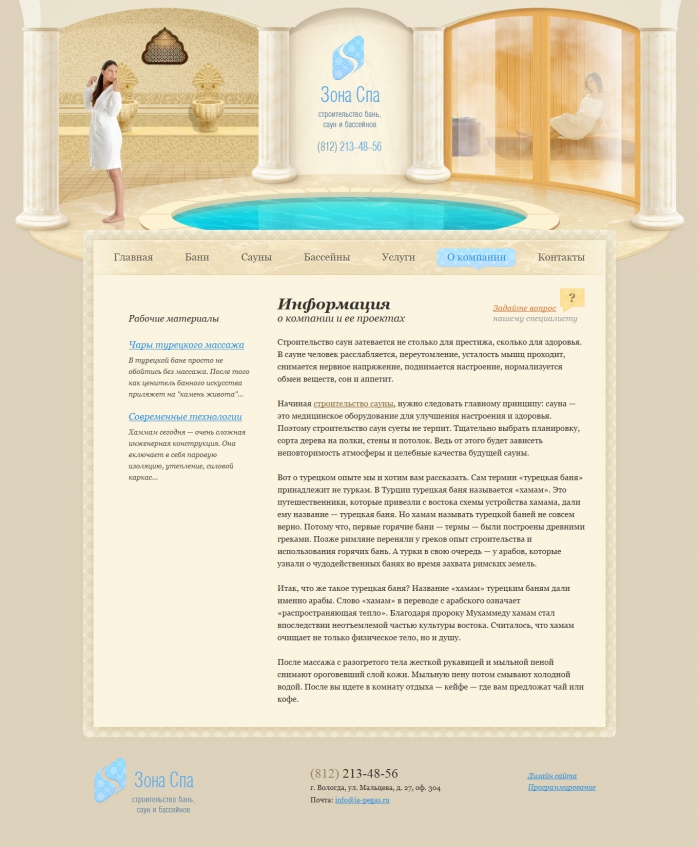 Зона Спа
строительство бань,
саун и бассейнов
(812) 213-48-56
Главная Бани Сауны Бассейны Услуги О компании Контакты
Рабочие материалы
Чары турецкого массажа
В турецкой бане просто не
обойтись без массажа. После того
как ценитель банного искусства
приляжет на "камень живота"...
Современные технологии
Хаммам сегодня — очень сложная
инженерная конструкция. Она
включает в себя паровую
изоляцию, утепление, силовой
каркас...
Информация
о компании и ее проектах
?
Задайте вопрос
нашему специалисту
Строительство саун затевается не столько для престижа, сколько для здоровья.
В сауне человек расслабляется, переутомление, усталость мышц проходит,
снимается нервное напряжение, поднимается настроение, нормализуется
обмен веществ, сон и аппетит.
Начиная строительство сауны, нужно следовать главному принципу: сауна —
это медицинское оборудование для улучшения настроения и здоровья.
Поэтому строительство саун суеты не терпит. Тщательно выбрать планировку,
сорта дерева на полки, стены и потолок. Ведь от этого будет зависеть
неповторимость атмосферы и целебные качества будущей сауны.
Вот о турецком опыте мы и хотим вам рассказать. Сам термин «турецкая баня»
принадлежит не туркам. В Турции турецкая баня называется «хамам». Это
путешественники, которые привезли с востока схемы устройства хамама, дали
ему название — турецкая баня. Но хамам называть турецкой баней не совсем
верно. Потому что, первые горячие бани — термы — были построены древними
греками. Позже римляне переняли у греков опыт строительства и
использования горячих бань. А турки в свою очередь — у арабов, которые
узнали о чудодейственных банях во время захвата римских земель.
Итак, что же такое турецкая баня? Название «хамам» турецким баням дали
именно арабы. Слово «хамам» в переводе с арабского означает
«распространяющая тепло». Благодаря пророку Мухаммеду хамам стал
впоследствии неотъемлемой частью культуры востока. Считалось, что хамам
очищает не только физическое тело, но и душу.
После массажа с разогретого тела жесткой рукавицей и мыльной пеной
снимают ороговевший слой кожи. Мыльную пену потом смывают холодной
водой. После вы идете в комнату отдыха — кейфе — где вам предложат чай или
кофе.
Зона Спа
строительство бань,
саун и бассейнов
(812) 213-48-56
г. Вологда, ул. Мальцева, д. 27, оф. 304
Почта: info@ia-pegas.ru
Дизайн сайта
Программирование